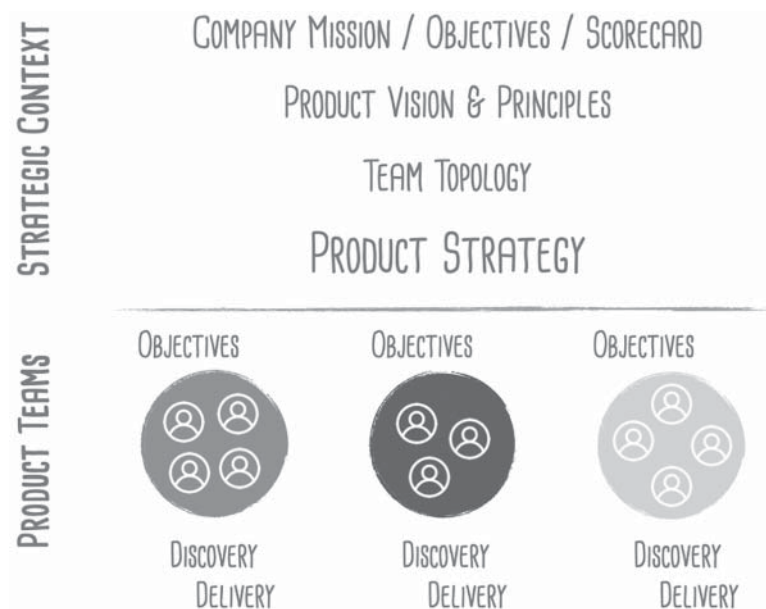 STRATEGIC CONTEXT
COMPANY MISSION / OBJECTIVES / SCORECARD
PRODUCT VISION & PRINCIPLES
TEAM TOPOLOGY
PRODUCT STRATEGY
PRODUCT TEAMS
OBJECTIVES
OBJECTIVES
OBJECTIVES
DISCOVERY
DELIVERY
DISCOVERY
DELIVERY
DISCOVERY
DELIVERY